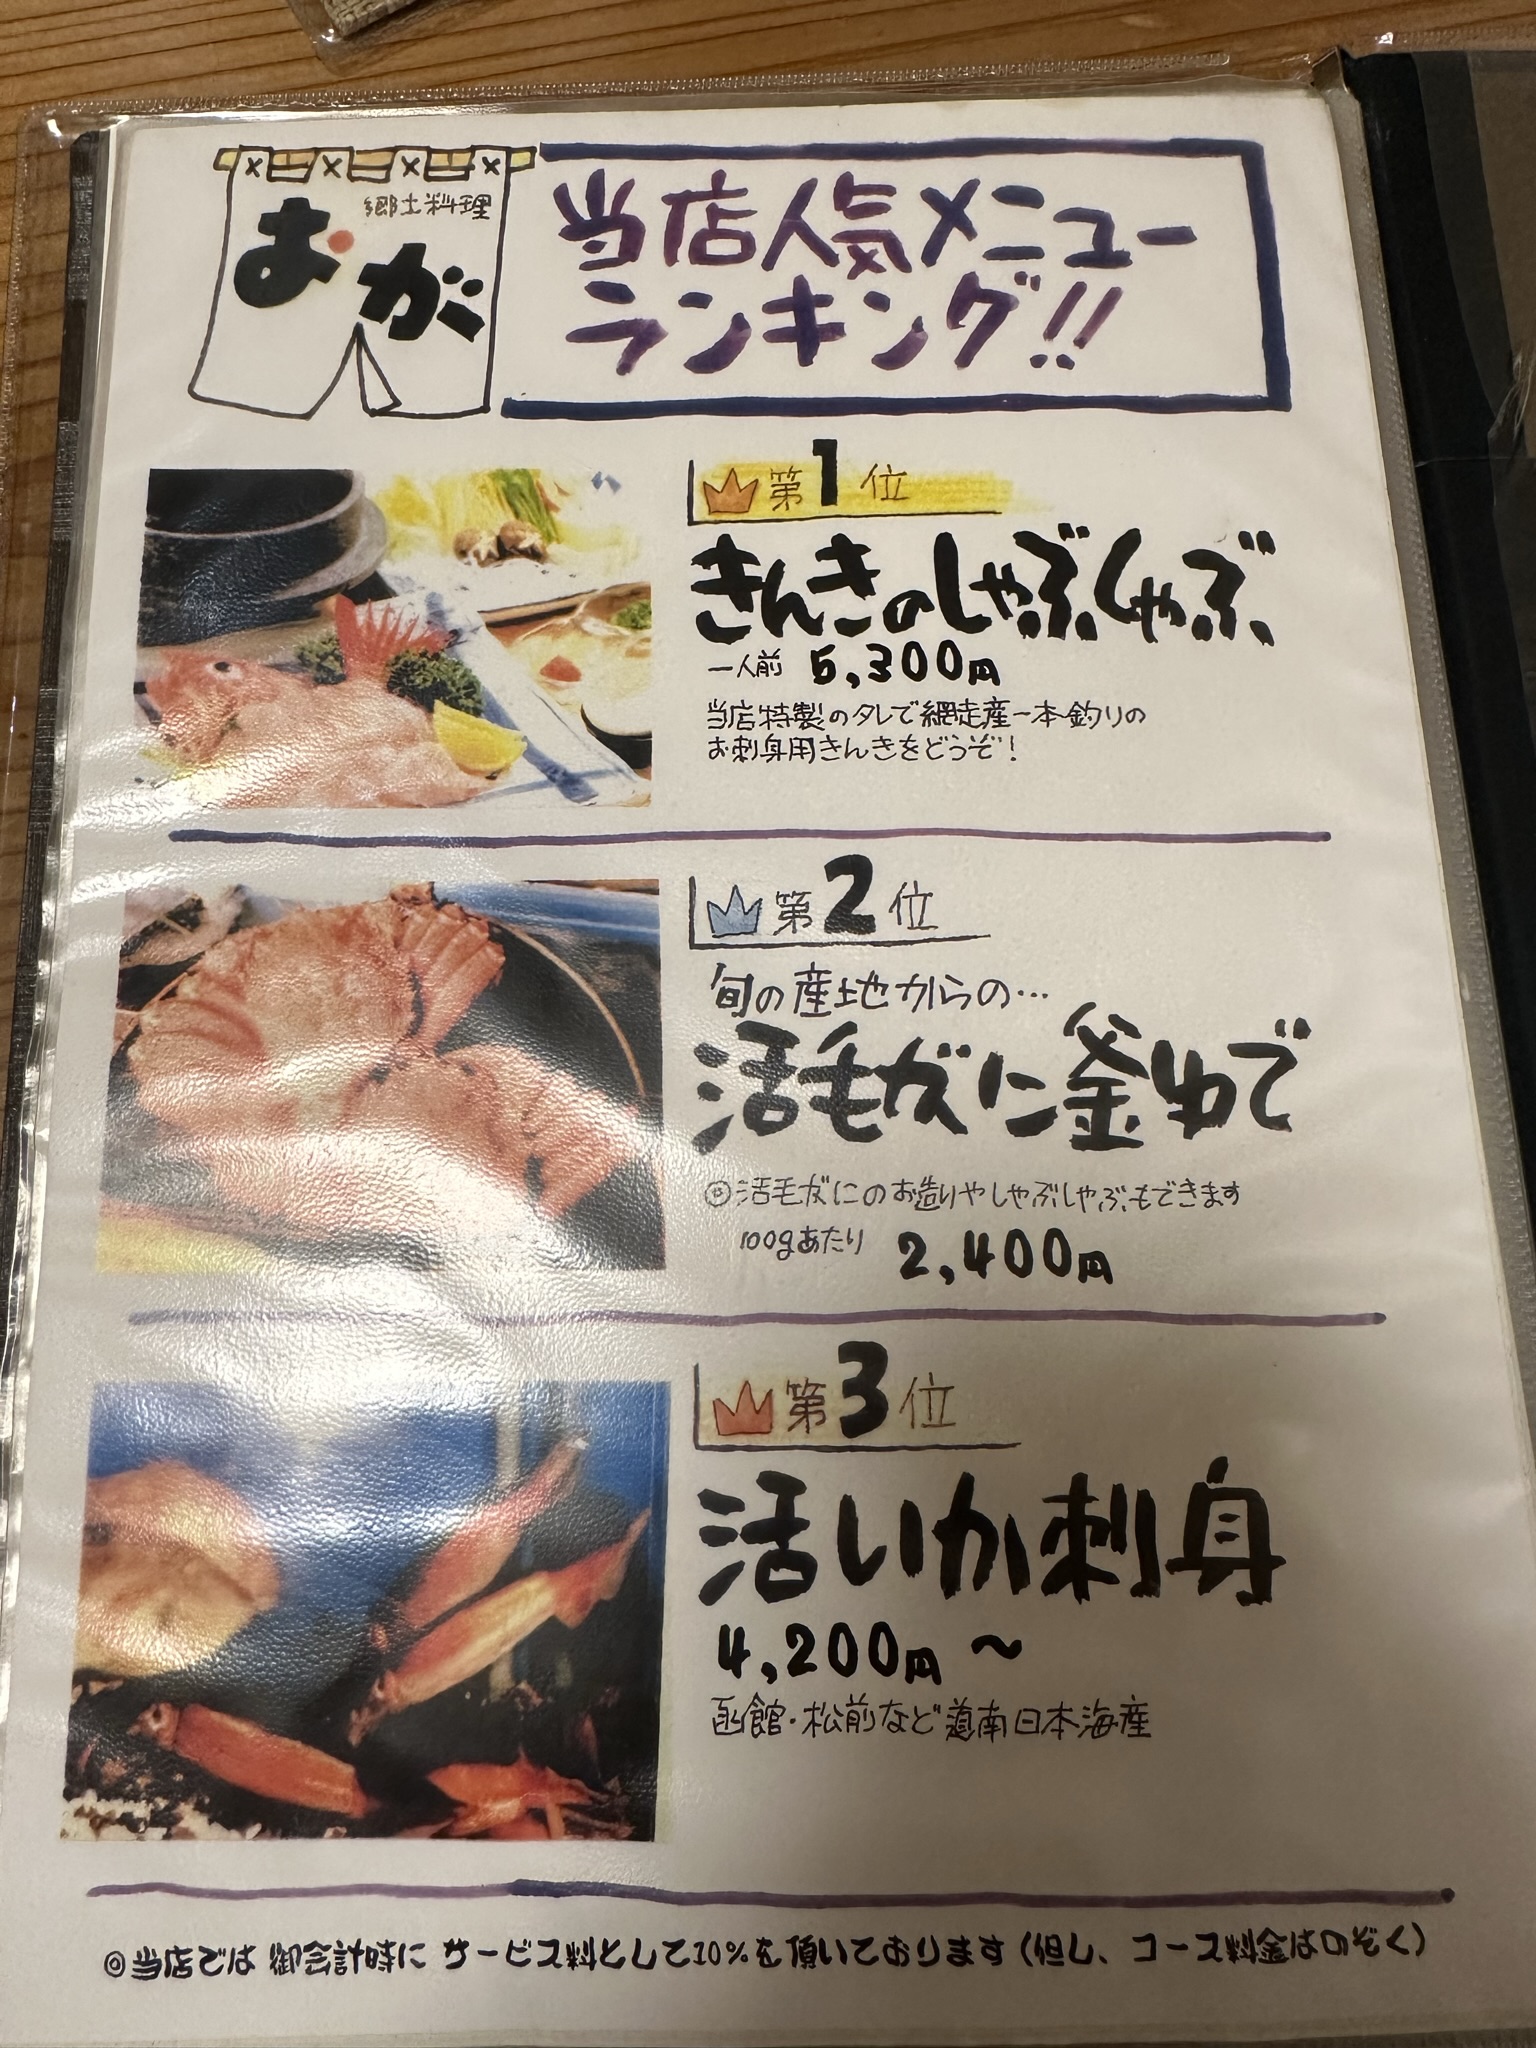 郷土料理
おが
当店人気メニュー
ランキング!!
第1位
きんきのしゃぶしゃぶ
一人前 5,300円
当店特製のタレで網走産一本釣りの
お刺身用きんきをどうぞ!
第2位
旬の産地からの…
活毛がに釜ゆで
◎活毛がにのお造りやしゃぶしゃぶもできます
100gあたり 2,400円
第3位
活いか刺身
4,200円〜
函館・松前など道南日本海産
◎当店では御会計時にサービス料として10%を頂いております(但し、コース料金はのぞく)